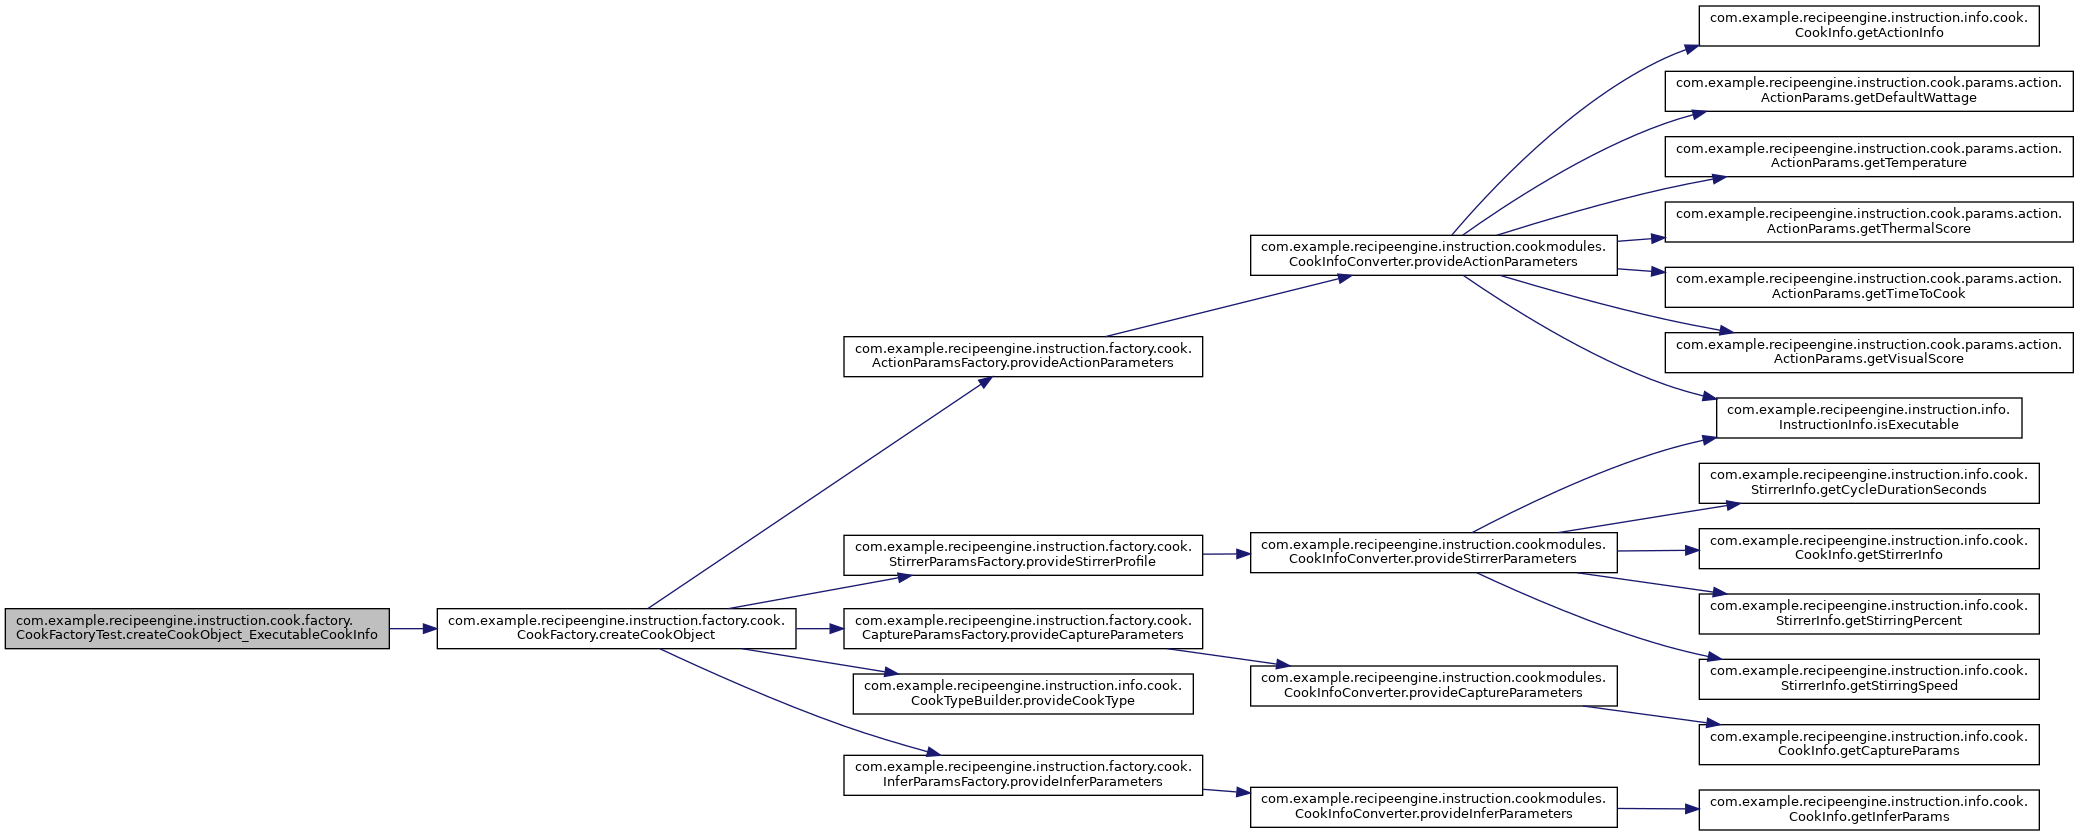 com.example.recipeengine.instruction.cook.factory.
CookFactoryTest.createCookObject_ExecutableCookInfo
com.example.recipeengine.instruction.factory.cook.
CookFactory.createCookObject
com.example.recipeengine.instruction.factory.cook.
ActionParamsFactory.provideActionParameters
com.example.recipeengine.instruction.factory.cook.
StirrerParamsFactory.provideStirrerProfile
com.example.recipeengine.instruction.factory.cook.
CaptureParamsFactory.provideCaptureParameters
com.example.recipeengine.instruction.info.cook.
CookTypeBuilder.provideCookType
com.example.recipeengine.instruction.factory.cook.
InferParamsFactory.provideInferParameters
com.example.recipeengine.instruction.cookmodules.
CookInfoConverter.provideActionParameters
com.example.recipeengine.instruction.cookmodules.
CookInfoConverter.provideStirrerParameters
com.example.recipeengine.instruction.cookmodules.
CookInfoConverter.provideCaptureParameters
com.example.recipeengine.instruction.cookmodules.
CookInfoConverter.provideInferParameters
com.example.recipeengine.instruction.info.cook.
CookInfo.getActionInfo
com.example.recipeengine.instruction.cook.params.action.
ActionParams.getDefaultWattage
com.example.recipeengine.instruction.cook.params.action.
ActionParams.getTemperature
com.example.recipeengine.instruction.cook.params.action.
ActionParams.getThermalScore
com.example.recipeengine.instruction.cook.params.action.
ActionParams.getTimeToCook
com.example.recipeengine.instruction.cook.params.action.
ActionParams.getVisualScore
com.example.recipeengine.instruction.info.
InstructionInfo.isExecutable
com.example.recipeengine.instruction.info.cook.
StirrerInfo.getCycleDurationSeconds
com.example.recipeengine.instruction.info.cook.
CookInfo.getStirrerInfo
com.example.recipeengine.instruction.info.cook.
StirrerInfo.getStirringPercent
com.example.recipeengine.instruction.info.cook.
StirrerInfo.getStirringSpeed
com.example.recipeengine.instruction.info.cook.
CookInfo.getCaptureParams
com.example.recipeengine.instruction.info.cook.
CookInfo.getInferParams